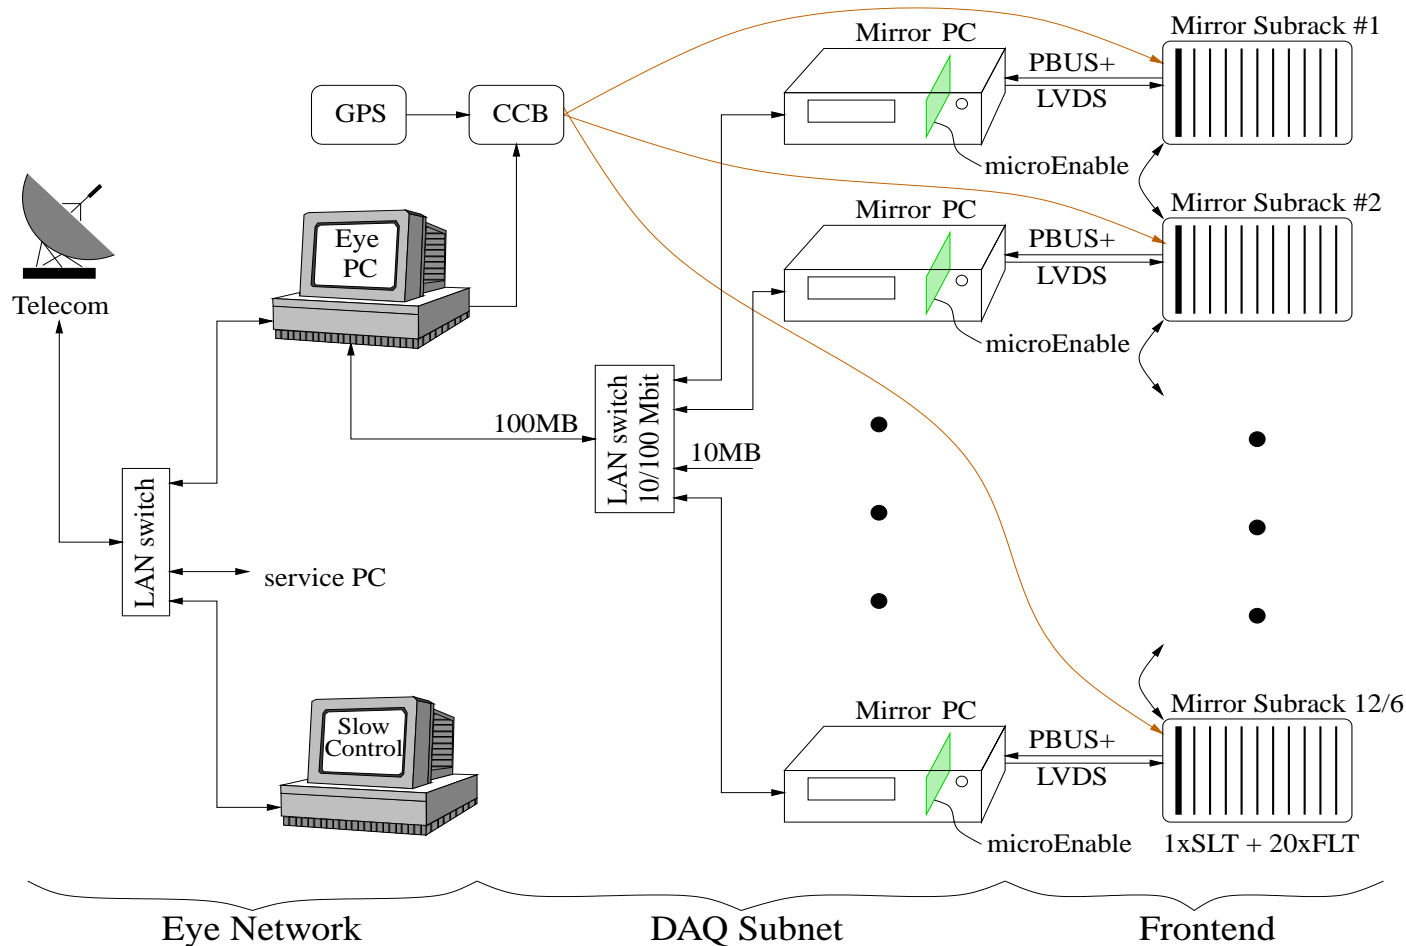 Mirror PC
Mirror Subrack #1
GPS
CCB
PBUS+
LVDS
microEnable
Telecom
Eye
PC
Mirror PC
Mirror Subrack #2
PBUS+
LVDS
microEnable
100MB
LAN switch
10/100 Mbit
10MB
LAN switch
service PC
Slow
Control
Mirror PC
Mirror Subrack 12/6
PBUS+
LVDS
microEnable
1xSLT + 20xFLT
Eye Network
DAQ Subnet
Frontend